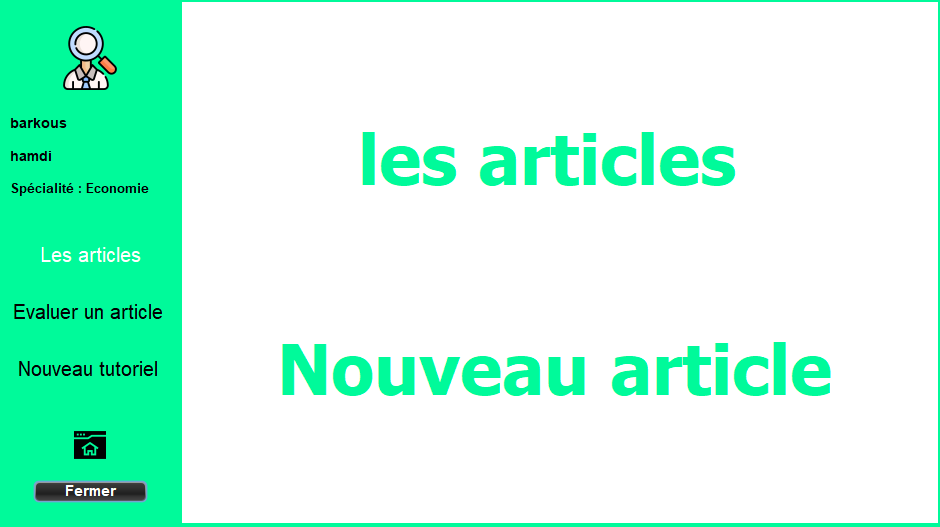 barkous
hamdi
Spécialité : Economie
Les articles
Evaluer un article
Nouveau tutoriel
Fermer
les articles
Nouveau article